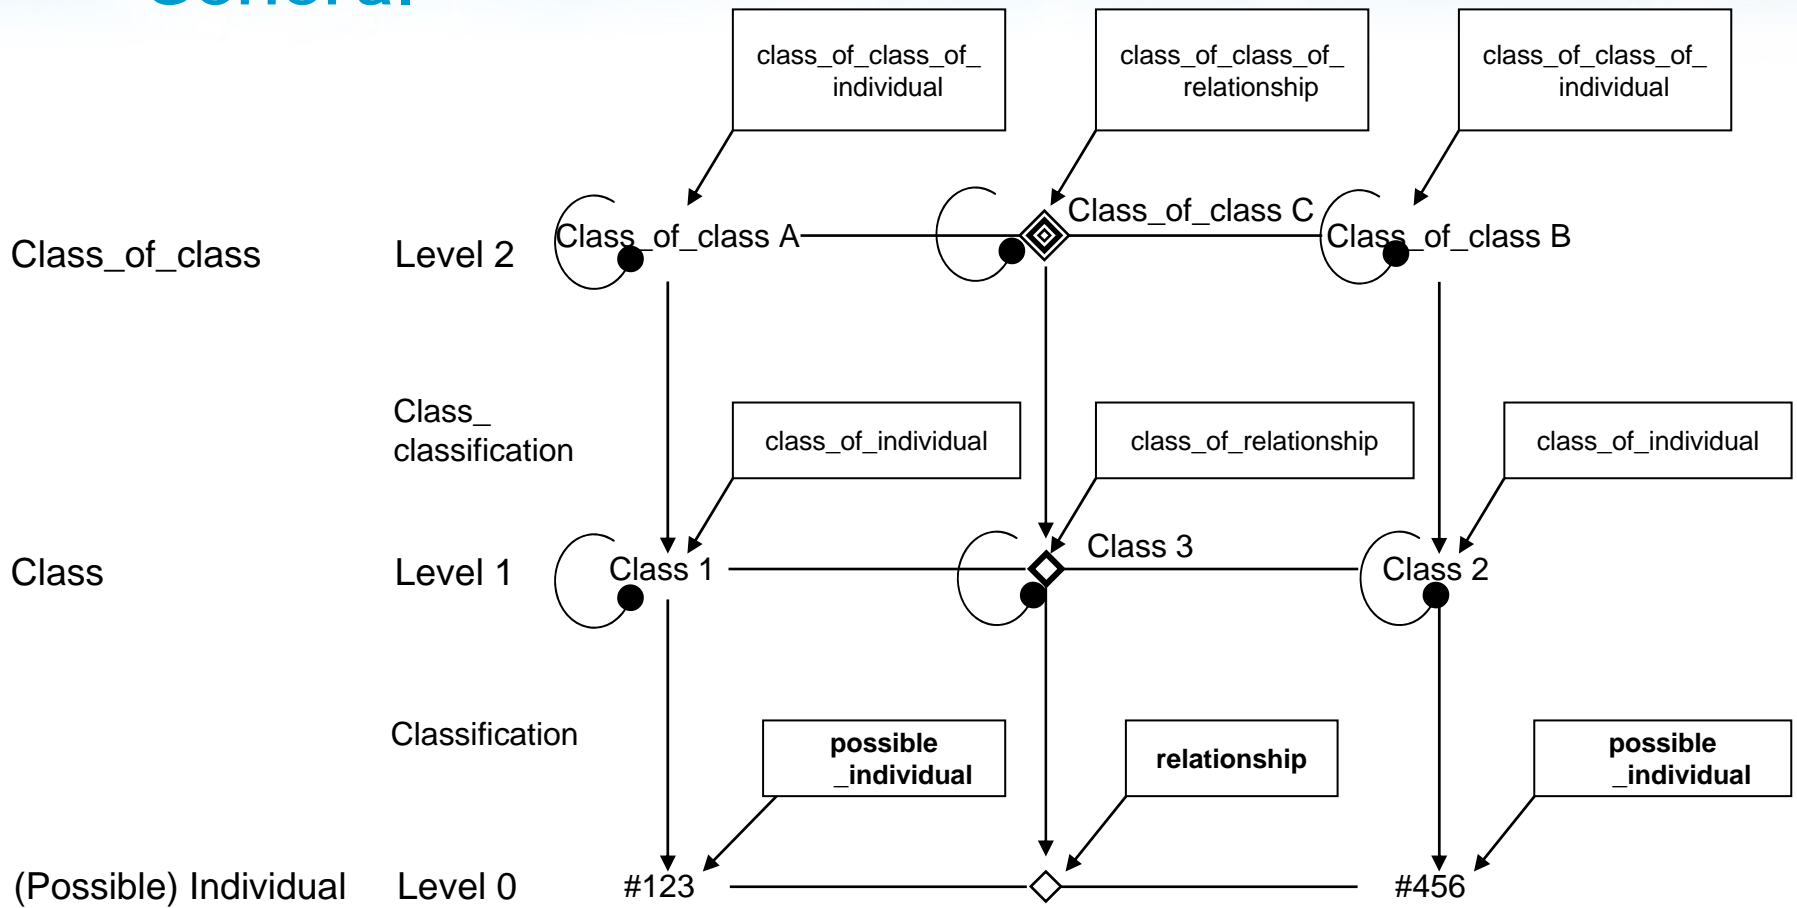 class_of_class_of_
individual
class_of_class_of_
relationship
class_of_class_of_
individual
Class_of_class
Level 2
Class_of_class A
Class_of_class C
Class_of_class B
Class_
classification
class_of_individual
class_of_relationship
class_of_individual
Class
Level 1
Class 1
Class 3
Class 2
Classification
possible
_individual
relationship
possible
_individual
(Possible) Individual
Level 0
#123
#456